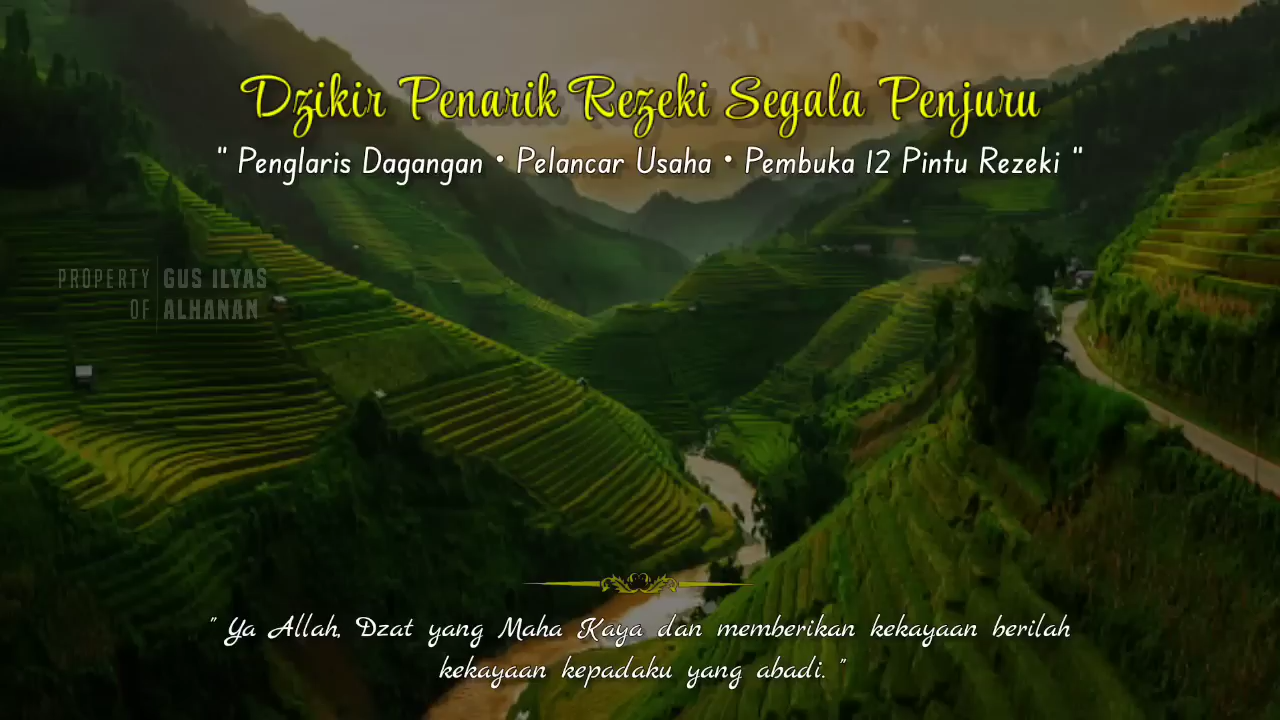 Dzikir Penarik Rezeki Segala Penjuru
" Penglaris Dagangan • Pelancar Usaha • Pembuka 12 Pintu Rezeki "
PROPERTY GUS ILYAS
OF ALHANAN
" Ya Allah, Dzat yang Maha Kaya dan memberikan kekayaan berilah
kekayaan kepadaku yang abadi. "